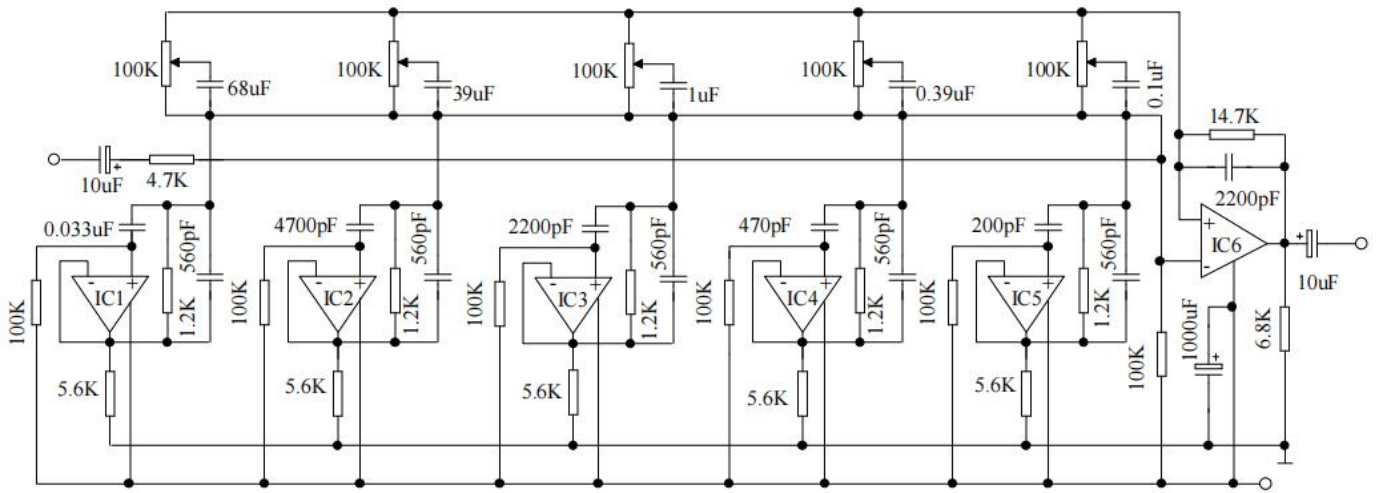 100K
68uF
100K
39uF
100K
1uF
100K
0.39uF
100K
0.1uF
14.7K
2200pF
10uF
+
4.7K
0.033uF
560pF
4700pF
560pF
2200pF
560pF
470pF
560pF
200pF
560pF
+
IC6
-
+
10uF
100K
-
+
IC1
1.2K
100K
-
+
IC2
1.2K
100K
-
+
IC3
1.2K
100K
-
+
IC4
1.2K
100K
-
+
IC5
1.2K
100K
1000uF
+
6.8K
5.6K
5.6K
5.6K
5.6K
5.6K